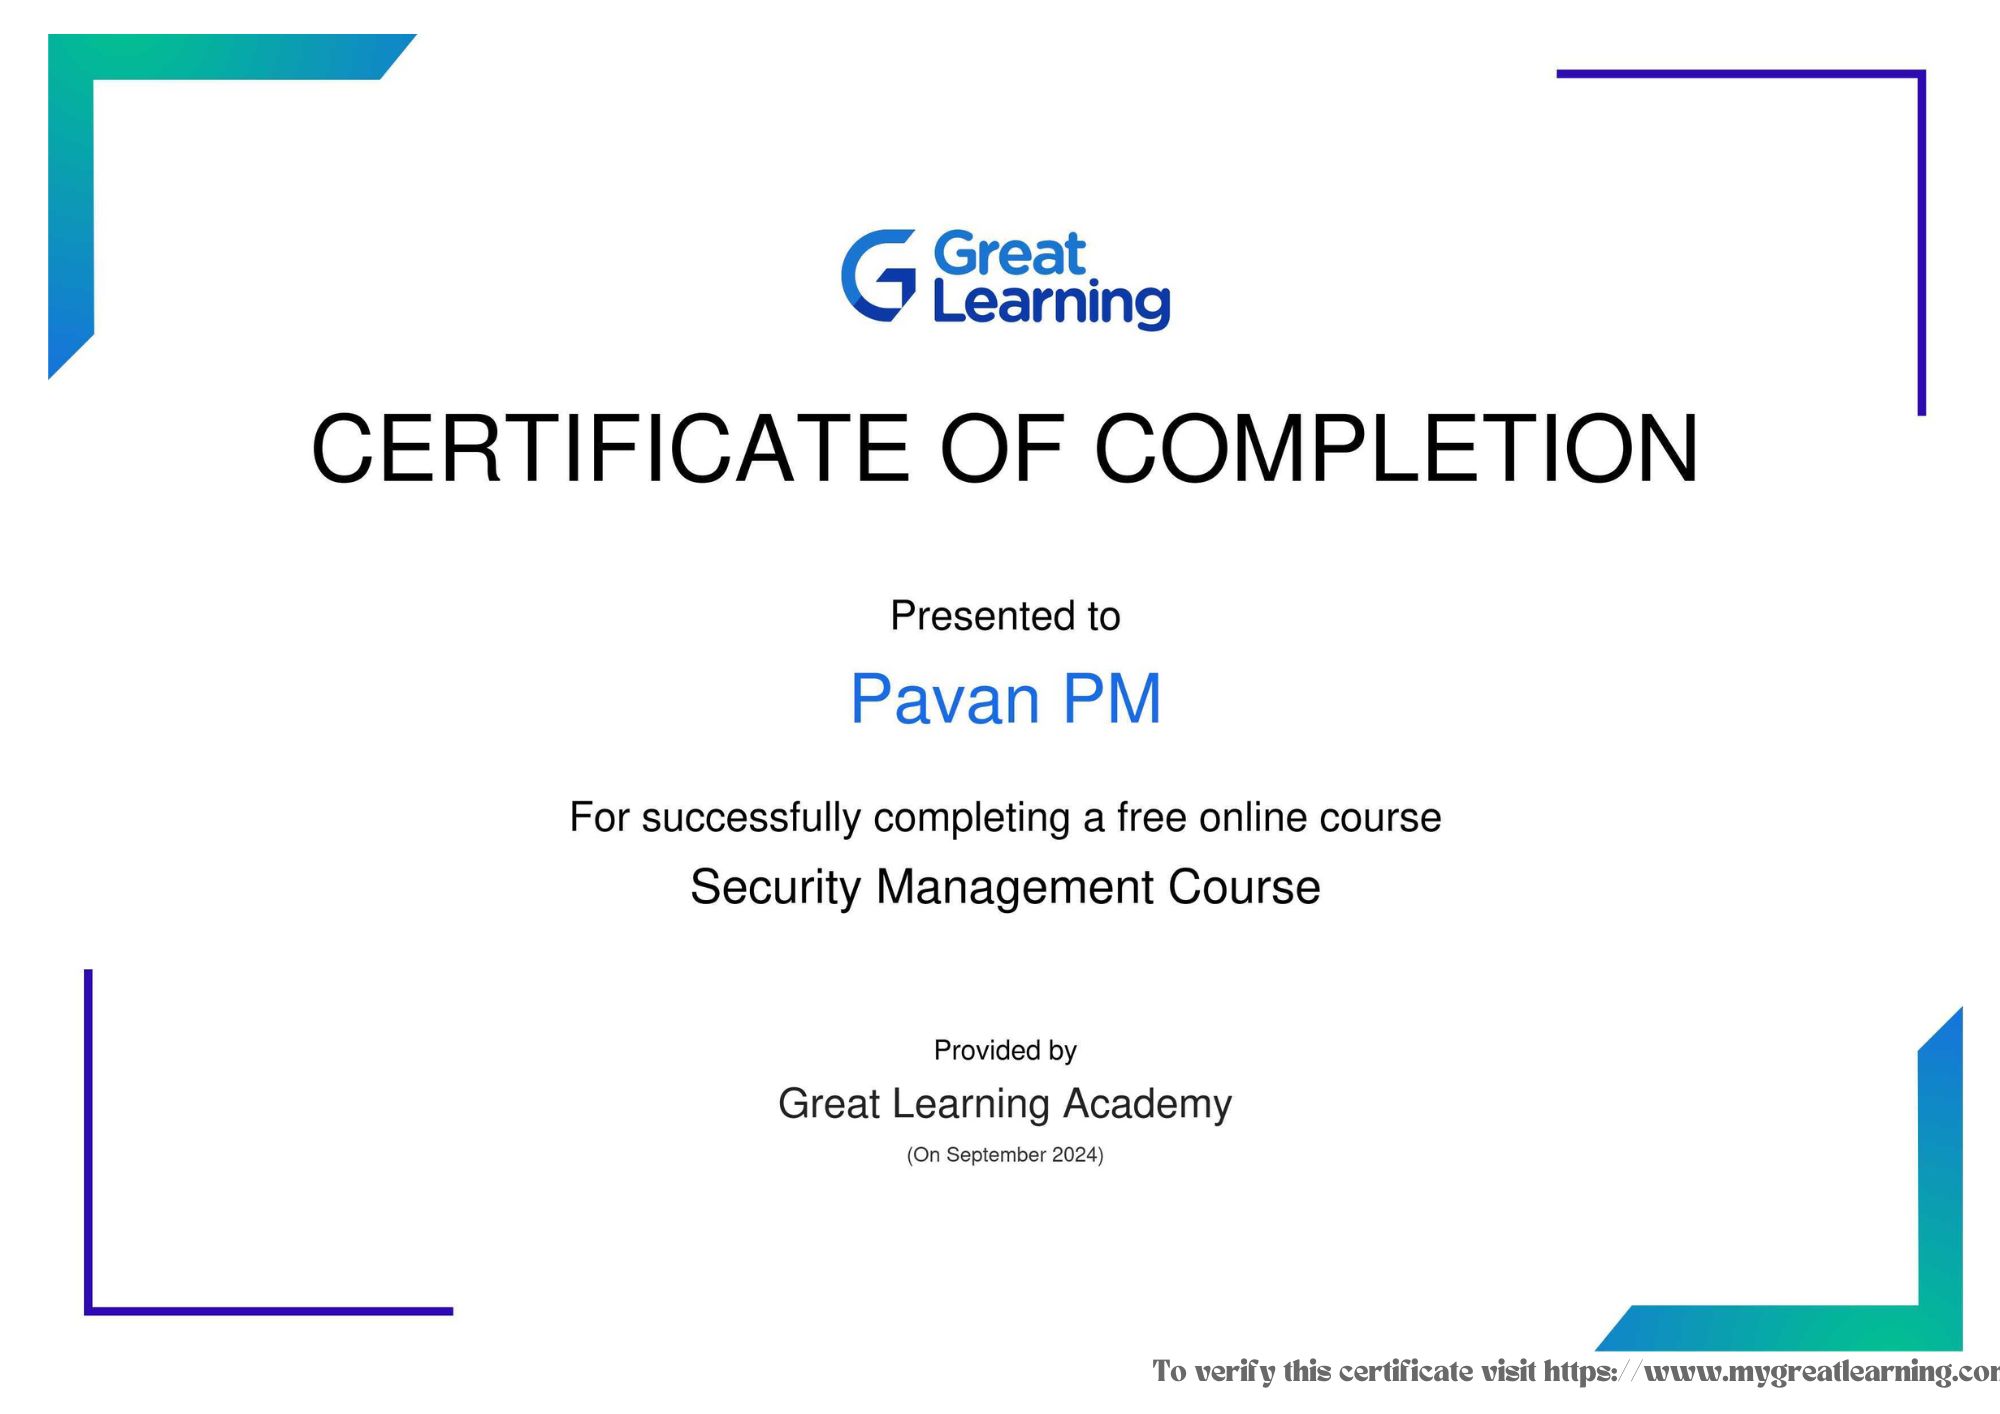 Great
Learning
CERTIFICATE OF COMPLETION
Presented to
Pavan PM
For successfully completing a free online course
Security Management Course
Provided by
Great Learning Academy
(On September 2024)
To verify this certificate visit https://www.mygreatlearning.co